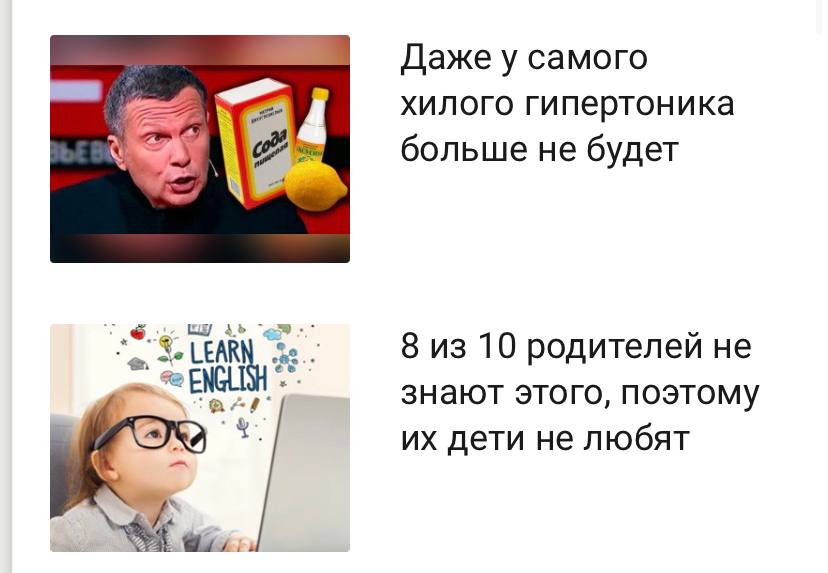 Даже у самого
хилого гипертоника
больше не будет
Сода
пищевая
8 из 10 родителей не
знают этого, поэтому
их дети не любят
LEARN
ENGLISH